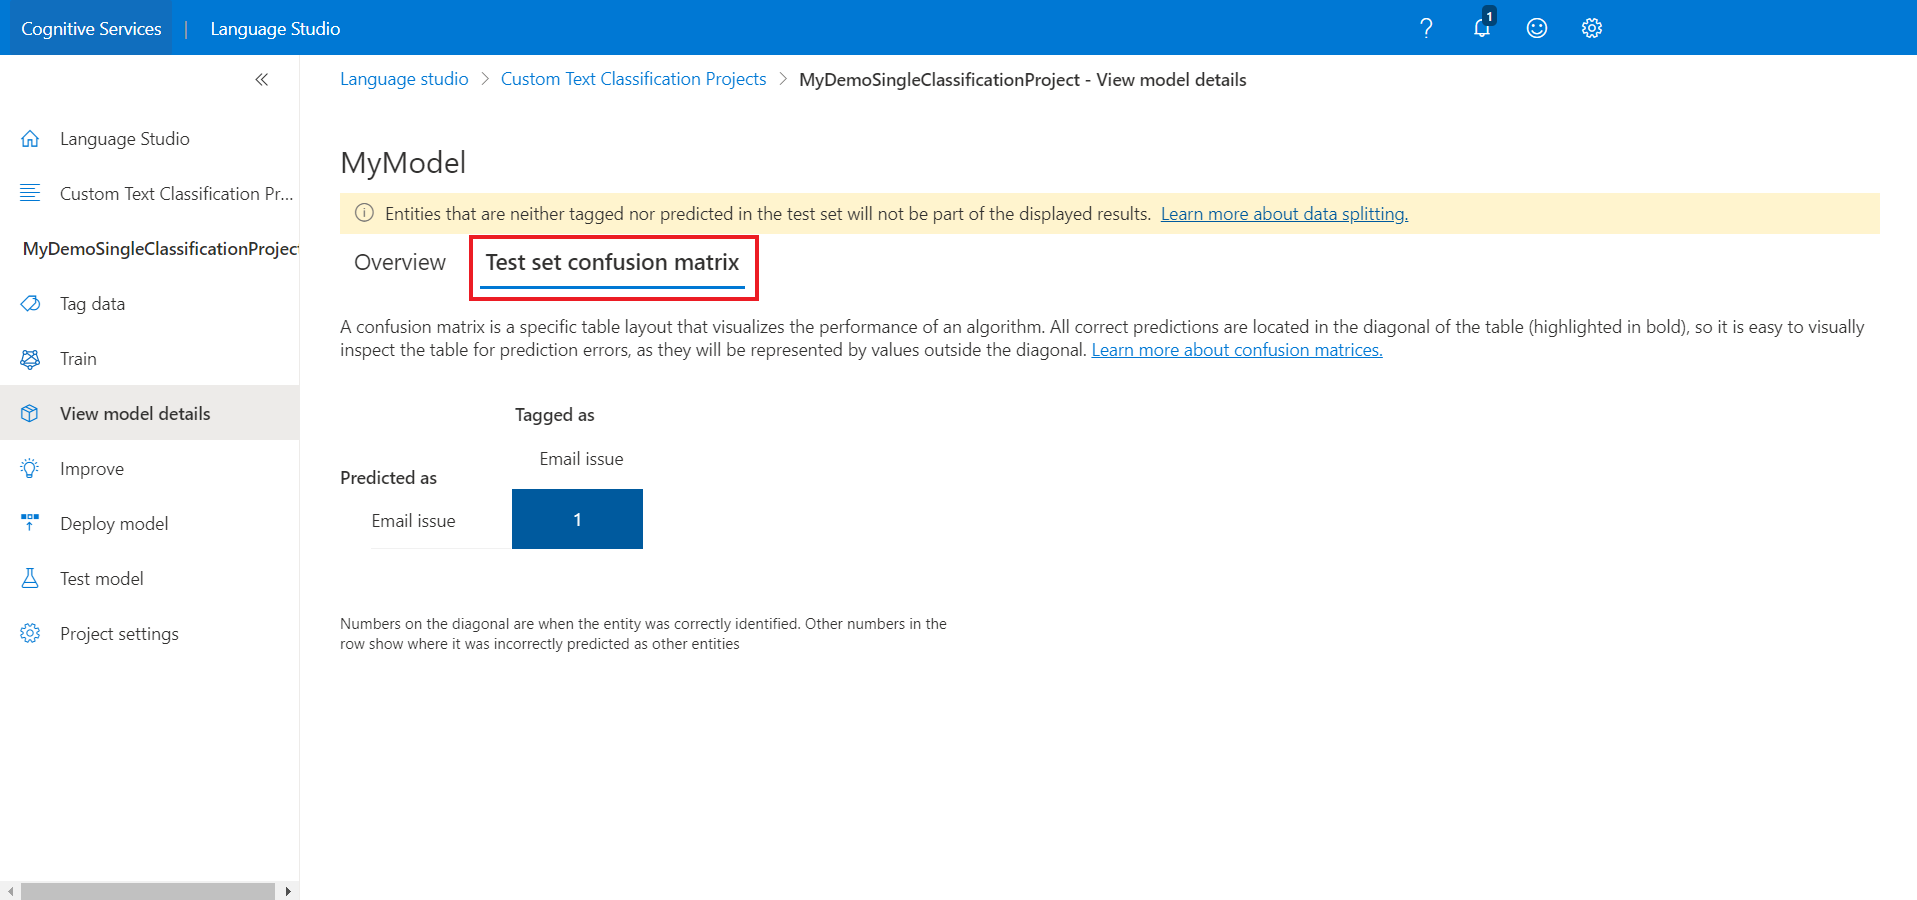 Cognitive Services | Language Studio
1
Language studio > Custom Text Classification Projects > MyDemoSingleClassificationProject - View model details
Language Studio
Custom Text Classification Pr...
MyDemoSingleClassificationProject
Tag data
Train
View model details
Improve
Deploy model
Test model
Project settings
MyModel
Entities that are neither tagged nor predicted in the test set will not be part of the displayed results. Learn more about data splitting.
Overview
Test set confusion matrix
A confusion matrix is a specific table layout that visualizes the performance of an algorithm. All correct predictions are located in the diagonal of the table (highlighted in bold), so it is easy to visually
inspect the table for prediction errors, as they will be represented by values outside the diagonal. Learn more about confusion matrices.
Tagged as
Email issue
Predicted as
Email issue
1
Numbers on the diagonal are when the entity was correctly identified. Other numbers in the
row show where it was incorrectly predicted as other entities